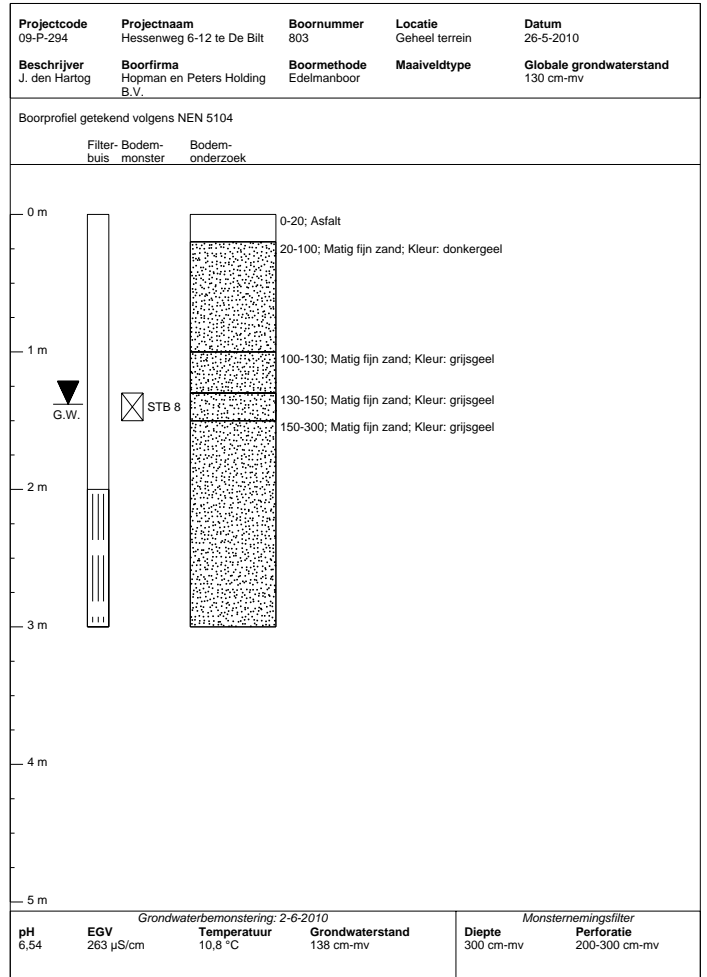 Projectcode Projectnaam Boornummer Locatie Datum
09-P-294 Hessenweg 6-12 te De Bilt 803 Geheel terrein 26-5-2010
Beschrijver Boorfirma Boormethode Maaiveldtype Globale grondwaterstand
J. den Hartog Hopman en Peters Holding Edelmanboor 130 cm-mv
B.V.
Boorprofiel getekend volgens NEN 5104
Filter- Bodem- Bodem-
buis monster onderzoek
0 m
0-20; Asfalt
20-100; Matig fijn zand; Kleur: donkergeel
1 m
100-130; Matig fijn zand; Kleur: grijsgeel
130-150; Matig fijn zand; Kleur: grijsgeel
G.W. STB 8
150-300; Matig fijn zand; Kleur: grijsgeel
2 m
3 m
4 m
5 m
Grondwaterbemonstering: 2-6-2010 Monsternemingsfilter
pH EGV Temperatuur Grondwaterstand Diepte Perforatie
6,54 263 µS/cm 10,8 °C 138 cm-mv 300 cm-mv 200-300 cm-mv